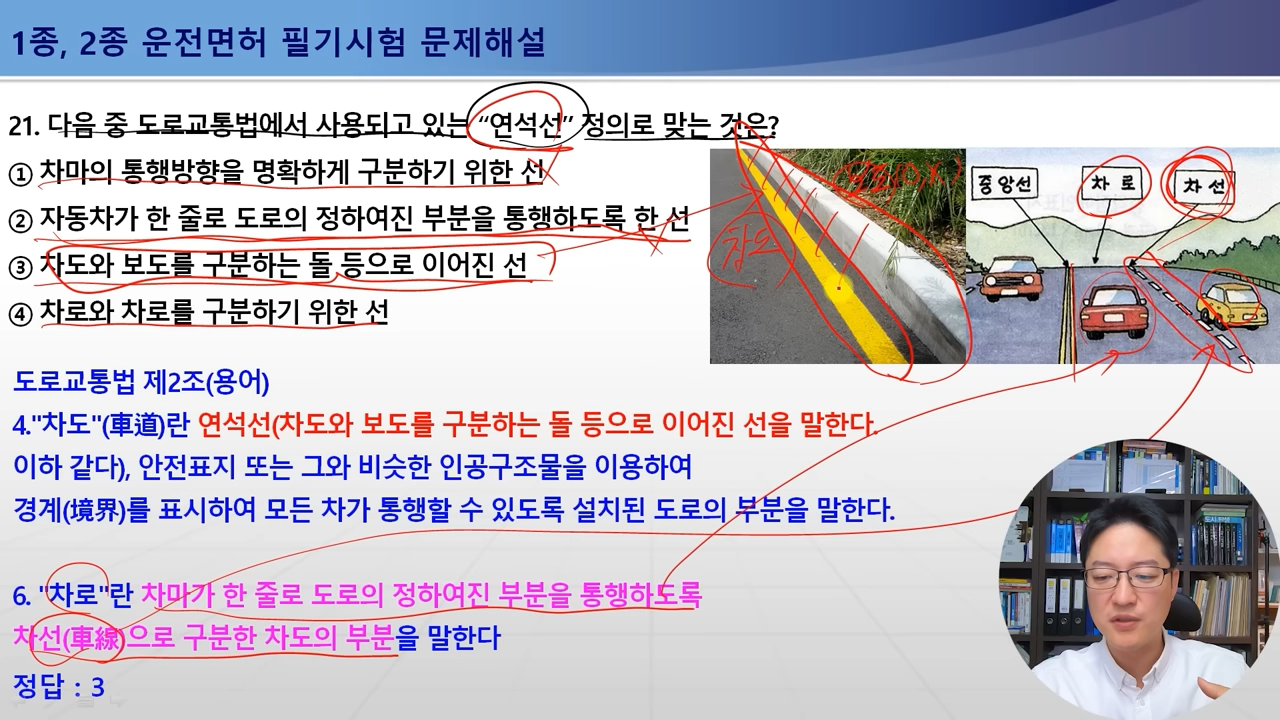 1종, 2종 운전면허 필기시험 문제해설
21. 다음 중 도로교통법에서 사용되고 있는 “연석선” 정의로 맞는 것은?
① 차마의 통행방향을 명확하게 구분하기 위한 선
② 자동차가 한 줄로 도로의 정하여진 부분을 통행하도록 한 선
③ 차도와 보도를 구분하는 돌 등으로 이어진 선
④ 차로와 차로를 구분하기 위한 선
중앙선
차 로
차 선
차도
도로교통법 제2조(용어)
4."차도"(車道)란 연석선(차도와 보도를 구분하는 돌 등으로 이어진 선을 말한다.
이하 같다), 안전표지 또는 그와 비슷한 인공구조물을 이용하여
경계(境界)를 표시하여 모든 차가 통행할 수 있도록 설치된 도로의 부분을 말한다.
6. "차로"란 차마가 한 줄로 도로의 정하여진 부분을 통행하도록
차선(車線)으로 구분한 차도의 부분을 말한다
정답 : 3